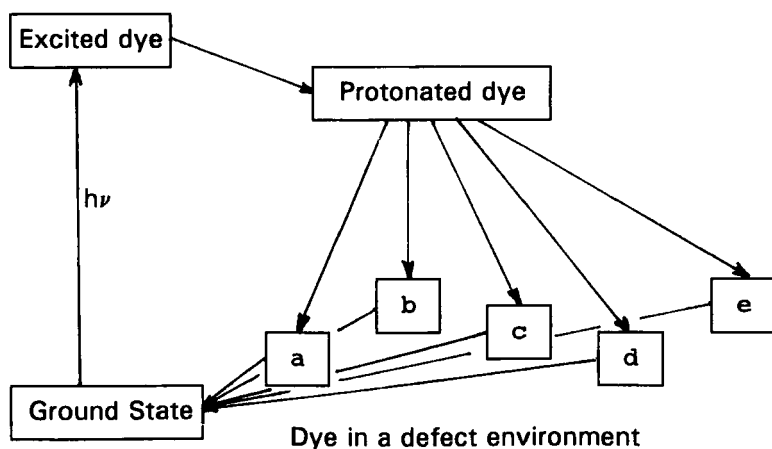 Excited dye
Protonated dye
hν
b
e
a
c
d
Ground State
Dye in a defect environment